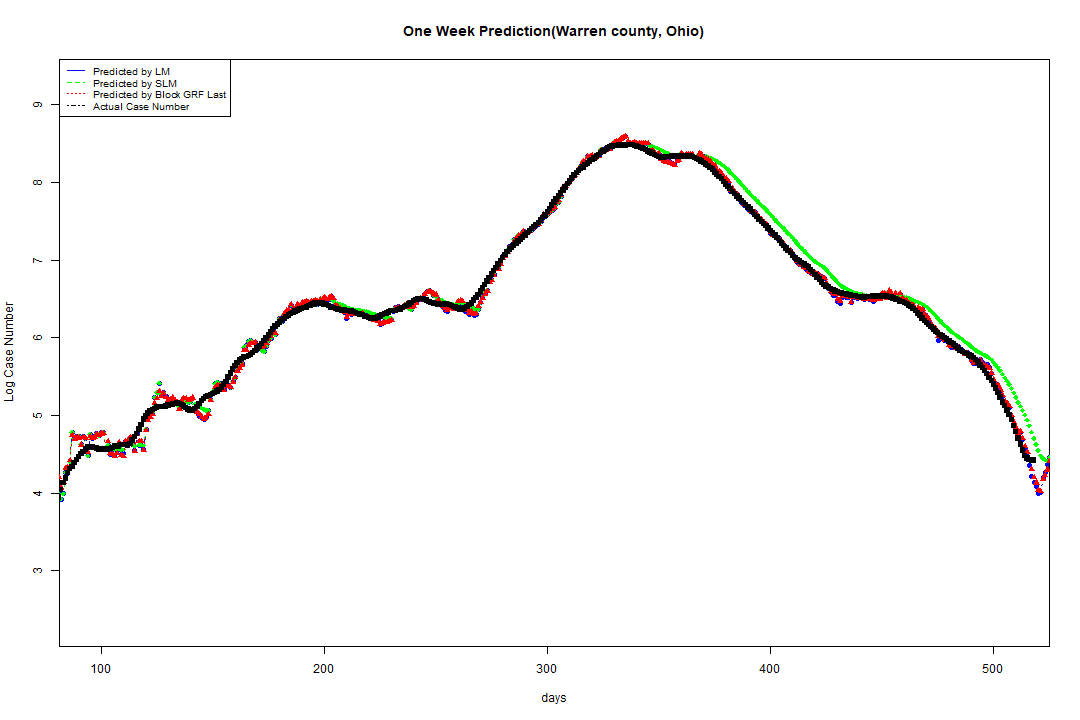 One Week Prediction(Warren county, Ohio)
Predicted by LM
Predicted by SLM
Predicted by Block GRF Last
Actual Case Number
9
8
7
6
5
4
3
Log Case Number
100 200 300 400 500
days